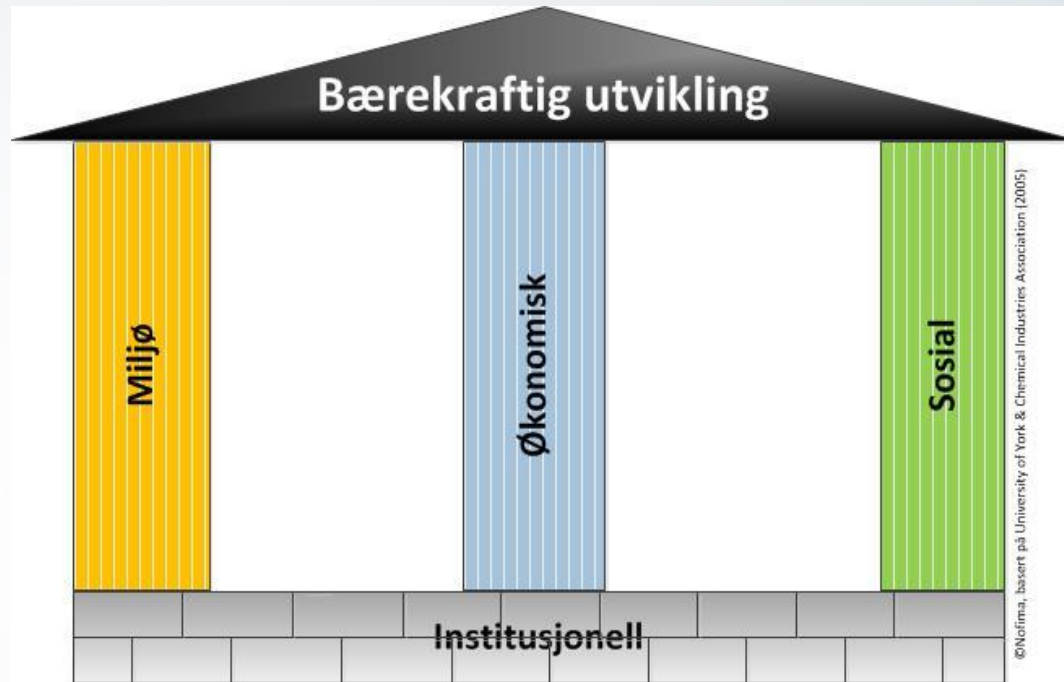 Bærekraftig utvikling
Miljø
Økonomisk
Sosial
Institusjonell
©Nofima, basert på University of York & Chemical Industries Association (2005)